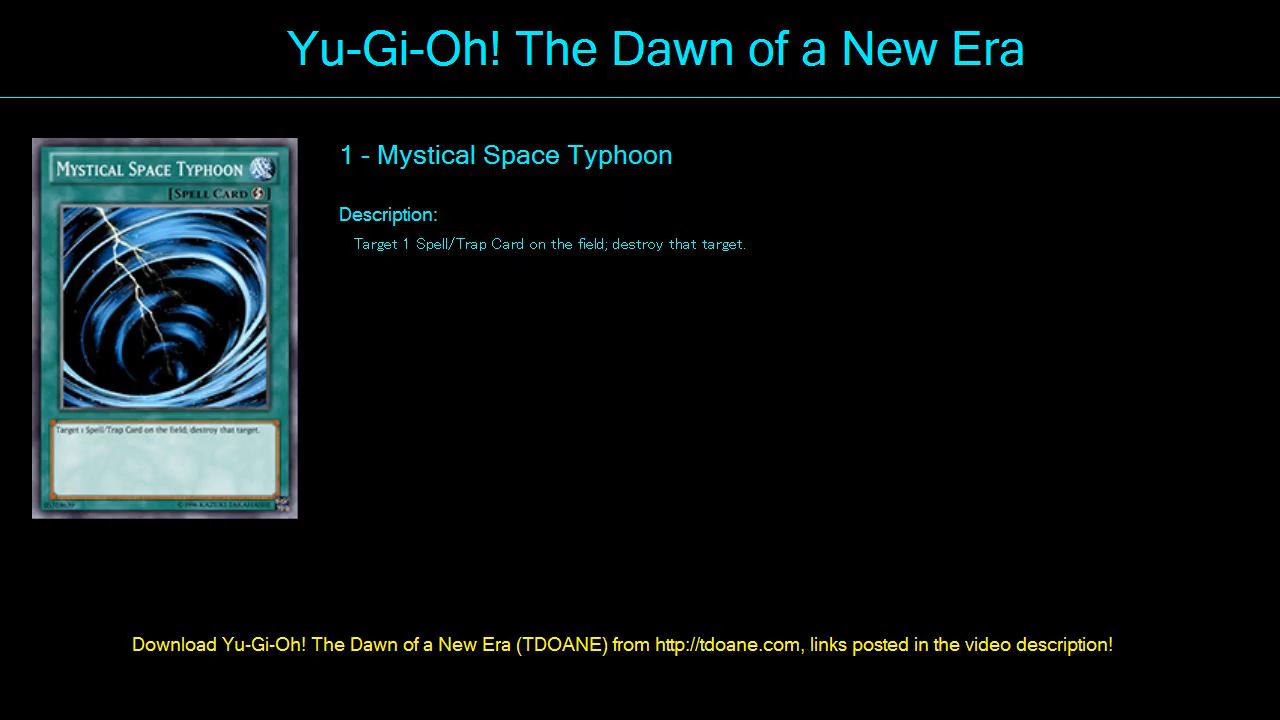 Yu-Gi-Oh! The Dawn of a New Era
MYSTICAL SPACE TYPHOON
[SPELL CARD ]
Target 1 Spell/Trap Card on the field; destroy that target.
©1996 KAZUKI TAKAHASHI
1 - Mystical Space Typhoon
Description:
Target 1 Spell/Trap Card on the field; destroy that target.
Download Yu-Gi-Oh! The Dawn of a New Era (TDOANE) from http://tdoane.com, links posted in the video description!